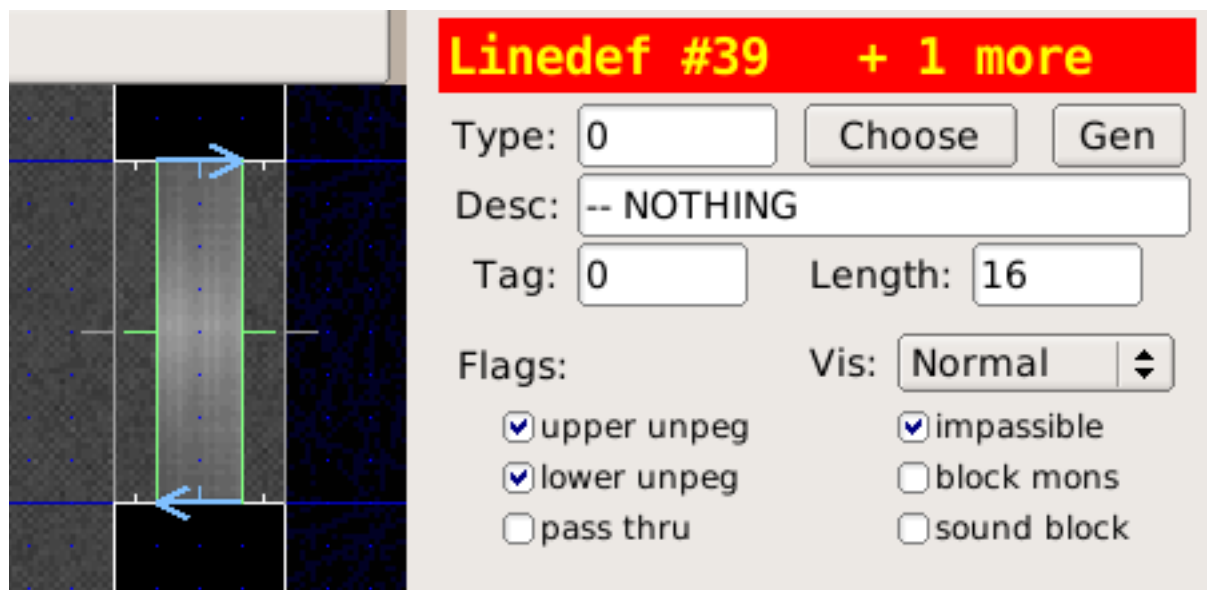 Linedef #39 + 1 more
Type: 0 Choose Gen
Desc: -- NOTHING
Tag: 0 Length: 16
Flags: Vis: Normal
upper unpeg impassible
lower unpeg block mons
pass thru sound block